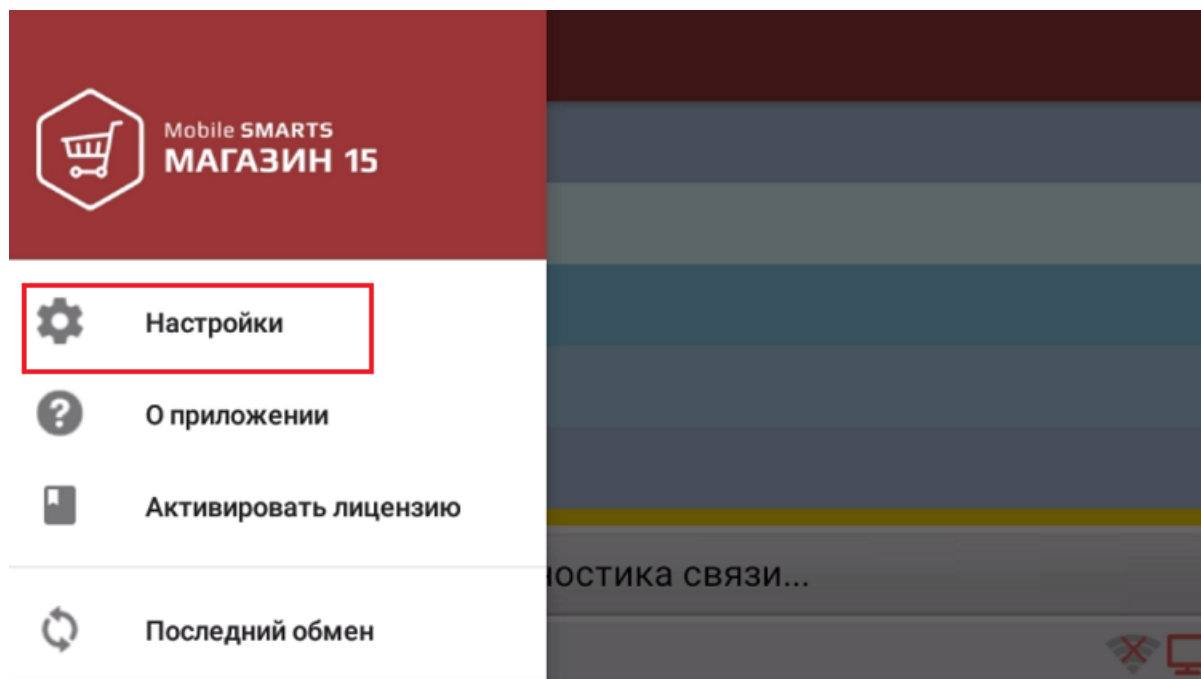 Mobile SMARTS
МАГАЗИН 15
Настройки
О приложении
Активировать лицензию
ностика связи...
Последний обмен